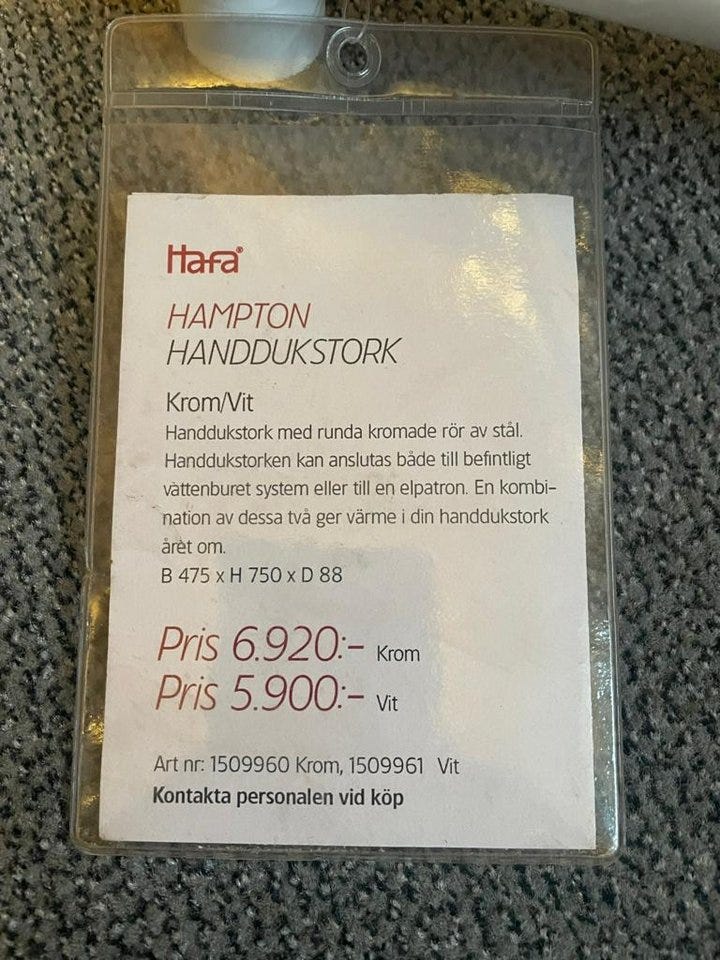 Hafa®
HAMPTON
HANDDUKSTORK
Krom/Vit
Handdukstork med runda kromade rör av stål.
Handdukstorken kan anslutas både till befintligt
vattenburet system eller till en elpatron. En kombi-
nation av dessa två ger värme i din handdukstork
året om.
B 475 x H 750 x D 88
Pris 6.920:- Krom
Pris 5.900:- Vit
Art nr: 1509960 Krom, 1509961 Vit
Kontakta personalen vid köp